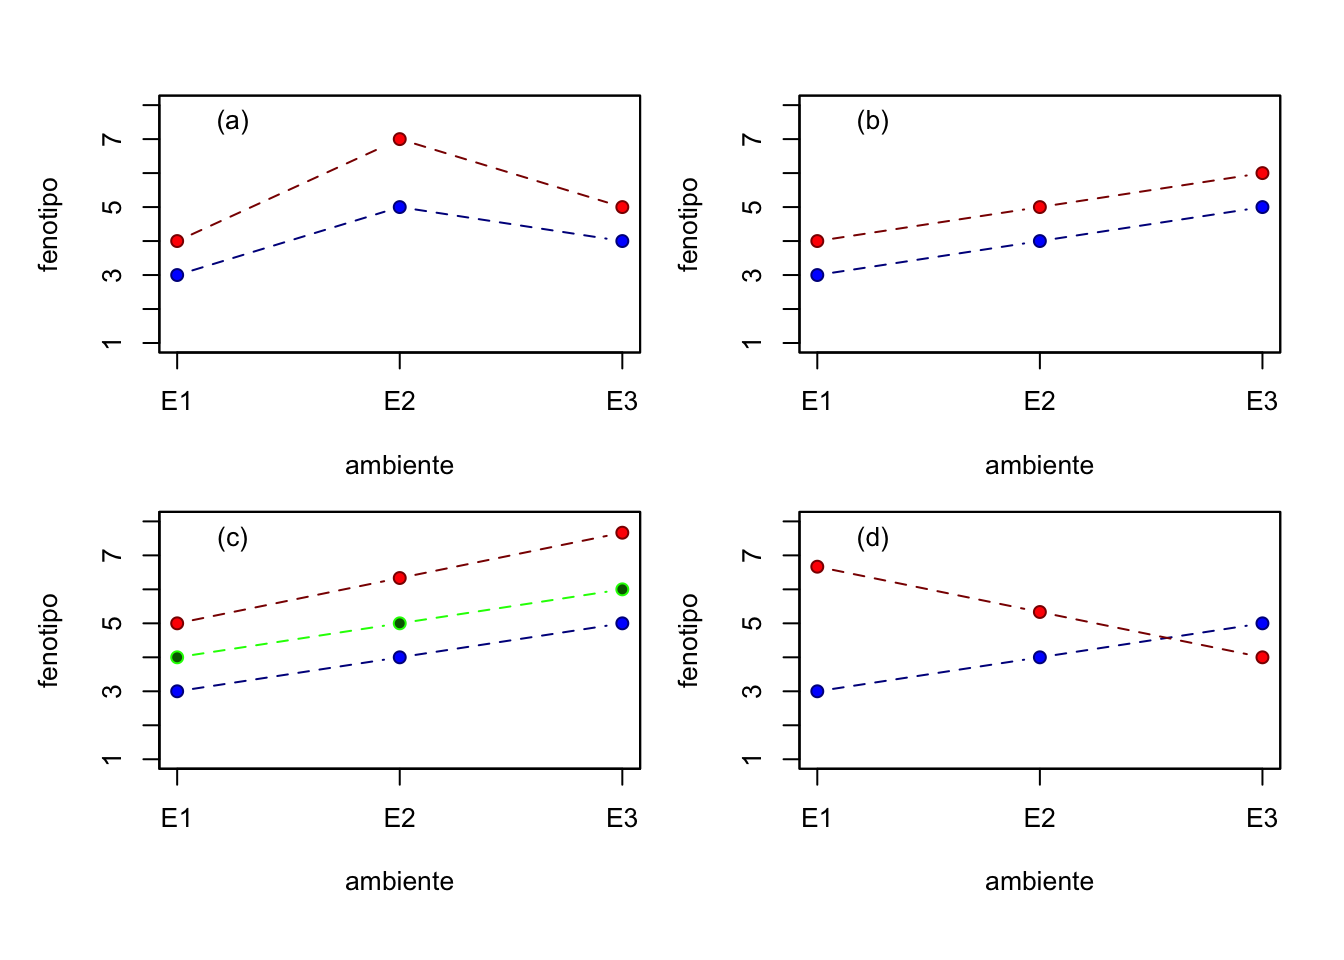 (a)
fenotipo
7
5
3
1
E1 E2 E3
ambiente
(b)
fenotipo
7
5
3
1
E1 E2 E3
ambiente
(c)
fenotipo
7
5
3
1
E1 E2 E3
ambiente
(d)
fenotipo
7
5
3
1
E1 E2 E3
ambiente